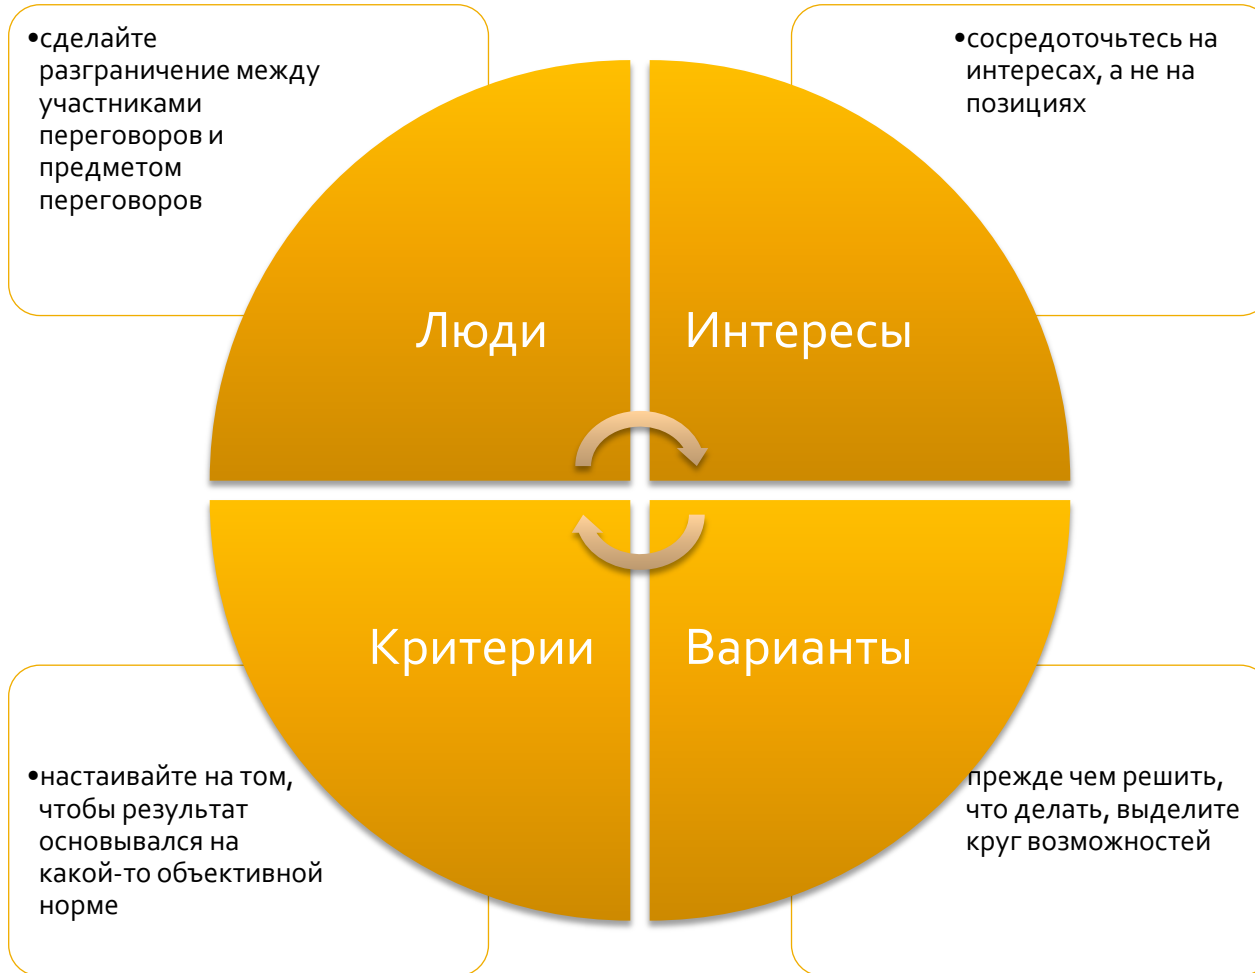 •сделайте
разграничение между
участниками
переговоров и
предметом
переговоров
•сосредоточьтесь на
интересах, а не на
позициях
Люди
Интересы
Критерии
Варианты
•настаивайте на том,
чтобы результат
основывался на
какой-то объективной
норме
прежде чем решить,
что делать, выделите
круг возможностей